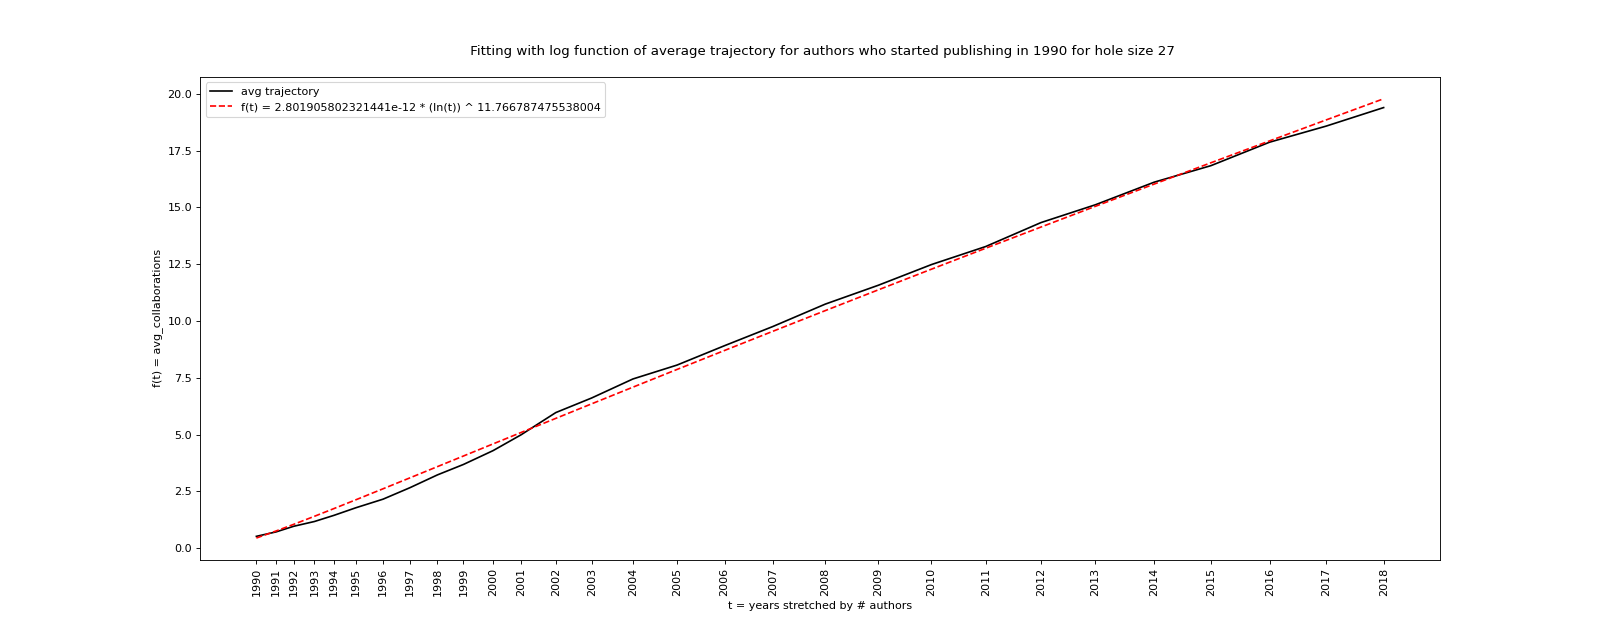 Fitting with log function of average trajectory for authors who started publishing in 1990 for hole size 27
avg trajectory
f(t) = 2.801905802321441e-12 * (ln(t)) ^ 11.766787475538004
20.0
17.5
15.0
12.5
10.0
7.5
5.0
2.5
0.0
f(t) = avg_collaborations
1990 1991 1992 1993 1994 1995 1996 1997 1998 1999 2000 2001 2002 2003 2004 2005 2006 2007 2008 2009 2010 2011 2012 2013 2014 2015 2016 2017 2018
t = years stretched by # authors